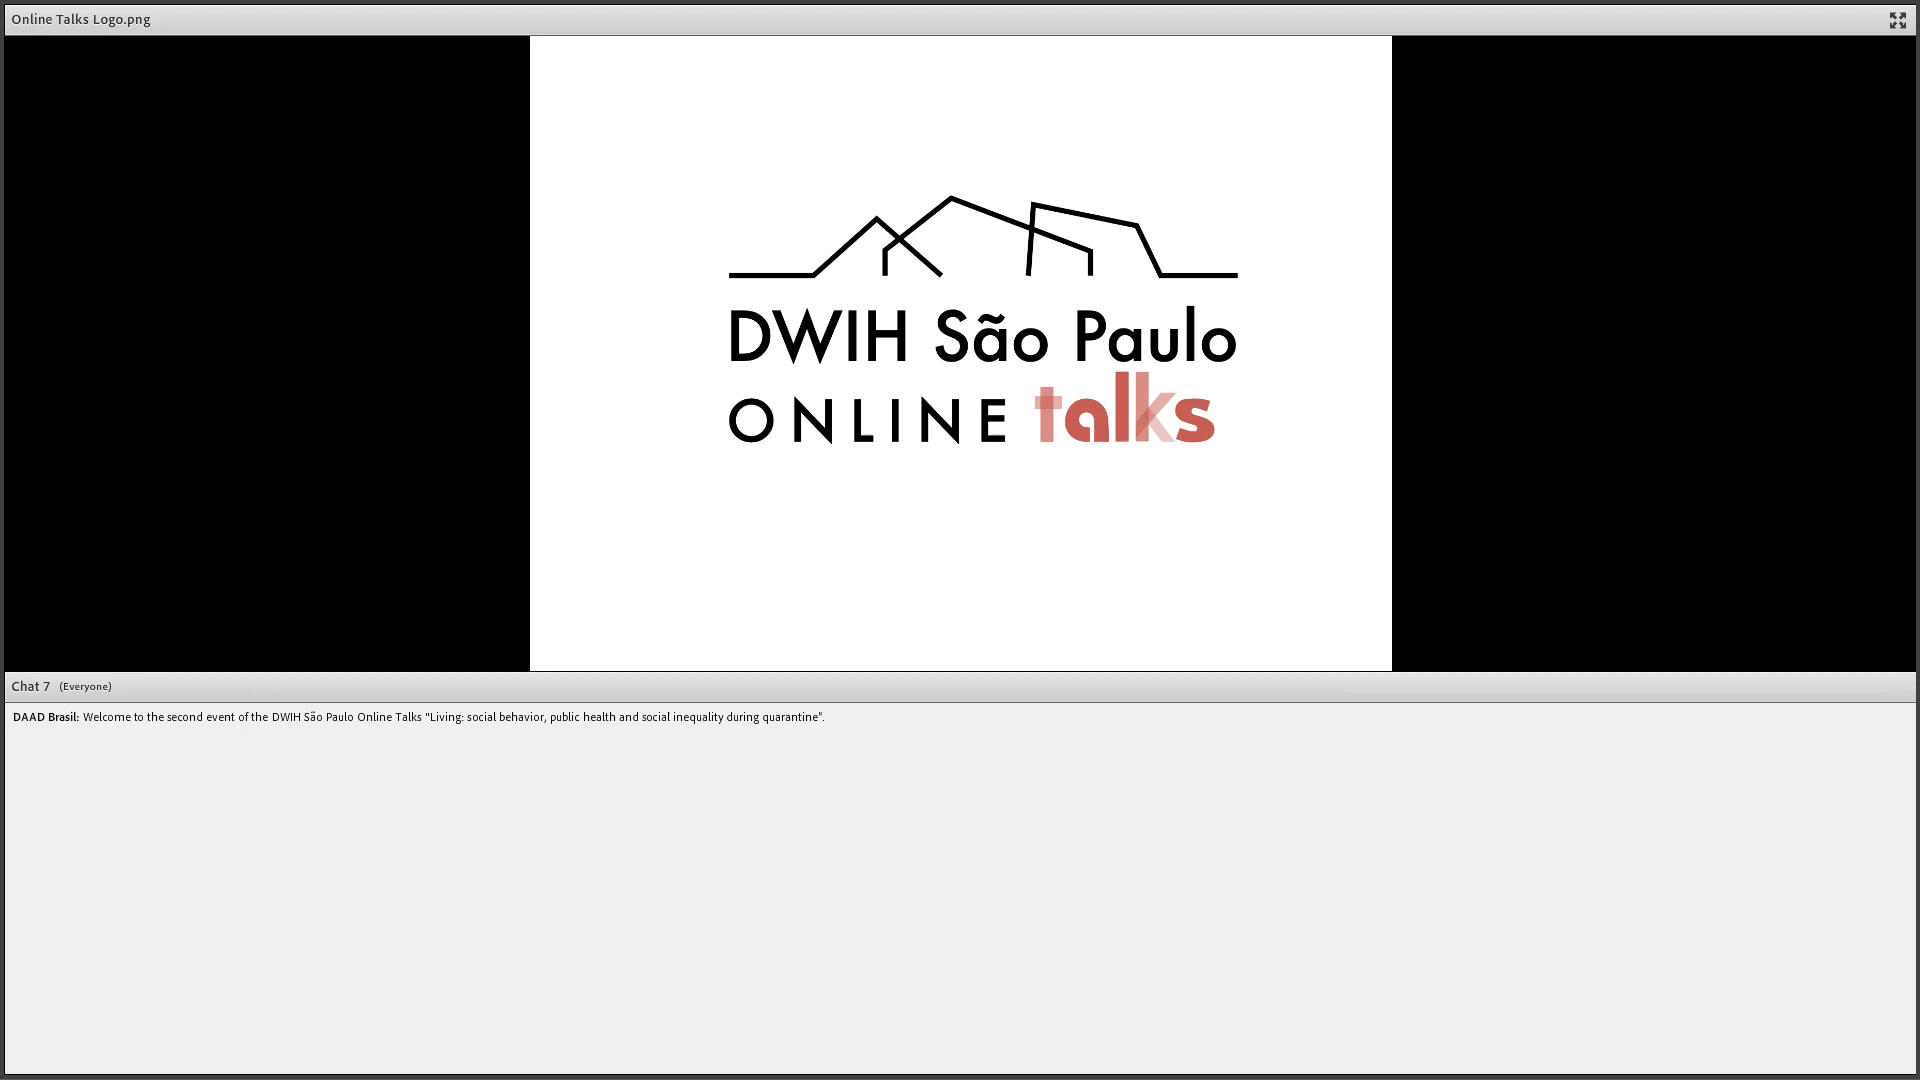 Online Talks Logo.png
DWIH São Paulo
ONLINE talks
Chat 7 (Everyone)
DAAD Brasil: Welcome to the second event of the DWIH São Paulo Online Talks "Living: social behavior, public health and social inequality during quarantine”.